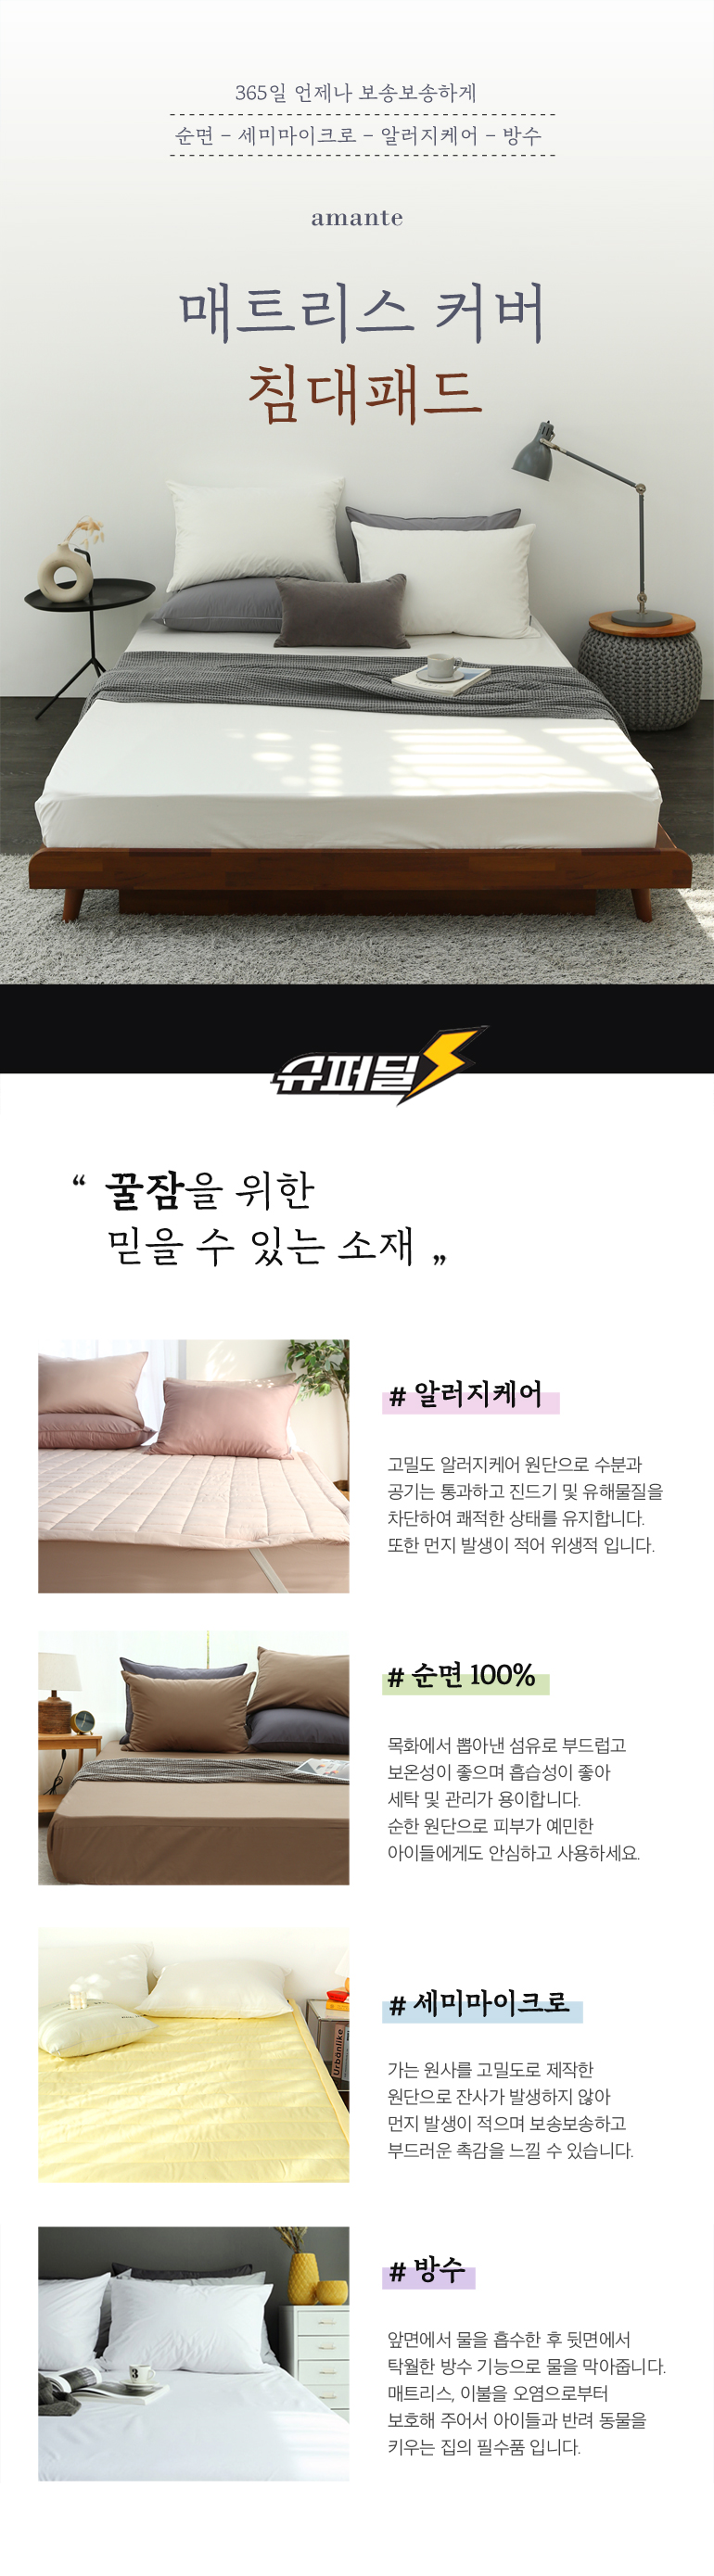 365일 언제나 보송보송하게
순면 - 세미마이크로 - 알러지케어 - 방수
amante
매트리스 커버
침대패드
슈퍼딜
“ 꿀잠을 위한
믿을 수 있는 소재 „
# 알러지케어
고밀도 알러지케어 원단으로 수분과
공기는 통과하고 진드기 및 유해물질을
차단하여 쾌적한 상태를 유지합니다.
또한 먼지 발생이 적어 위생적 입니다.
# 순면 100%
목화에서 뽑아낸 섬유로 부드럽고
보온성이 좋으며 흡습성이 좋아
세탁 및 관리가 용이합니다.
순한 원단으로 피부가 예민한
아이들에게도 안심하고 사용하세요.
# 세미마이크로
가는 원사를 고밀도로 제작한
원단으로 잔사가 발생하지 않아
먼지 발생이 적으며 보송보송하고
부드러운 촉감을 느낄 수 있습니다.
Urbänlike
# 방수
앞면에서 물을 흡수한 후 뒷면에서
탁월한 방수 기능으로 물을 막아줍니다.
매트리스, 이불을 오염으로부터
보호해 주어서 아이들과 반려 동물을
키우는 집의 필수품 입니다.
3